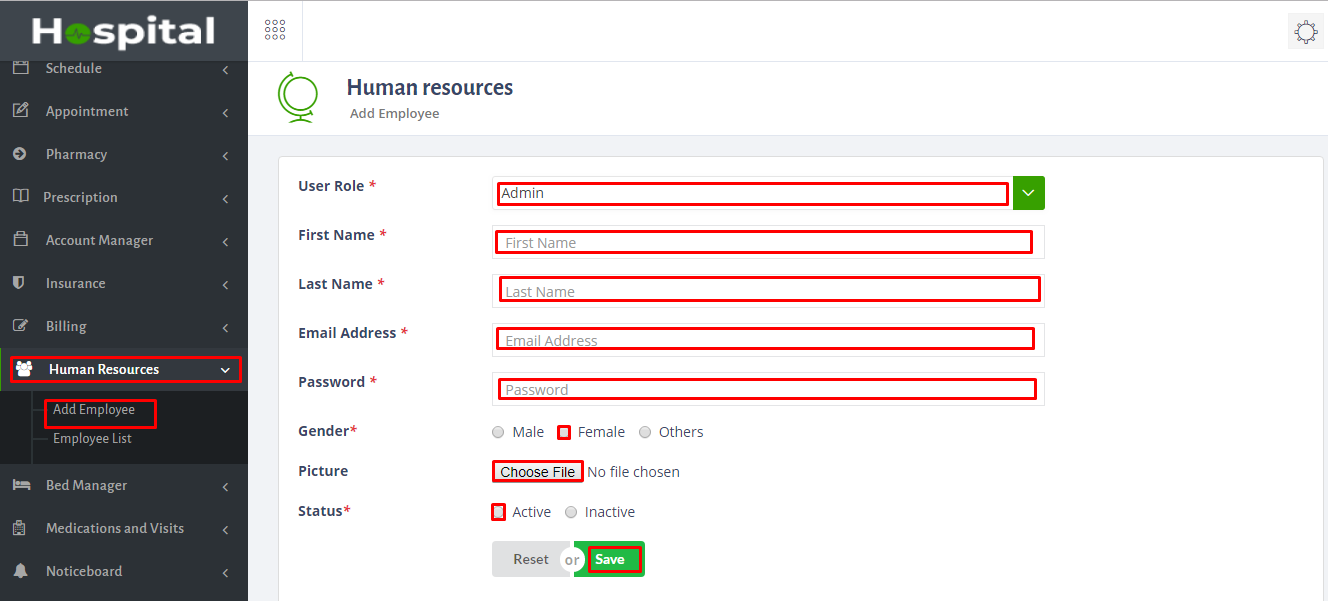 Hospital
Schedule
Appointment
Pharmacy
Prescription
Account Manager
Insurance
Billing
Human Resources
Add Employee
Employee List
Bed Manager
Medications and Visits
Noticeboard
Human resources
Add Employee
User Role * Admin
First Name * First Name
Last Name * Last Name
Email Address * Email Address
Password * Password
Gender* Male Female Others
Picture Choose File No file chosen
Status* Active Inactive
Reset or Save